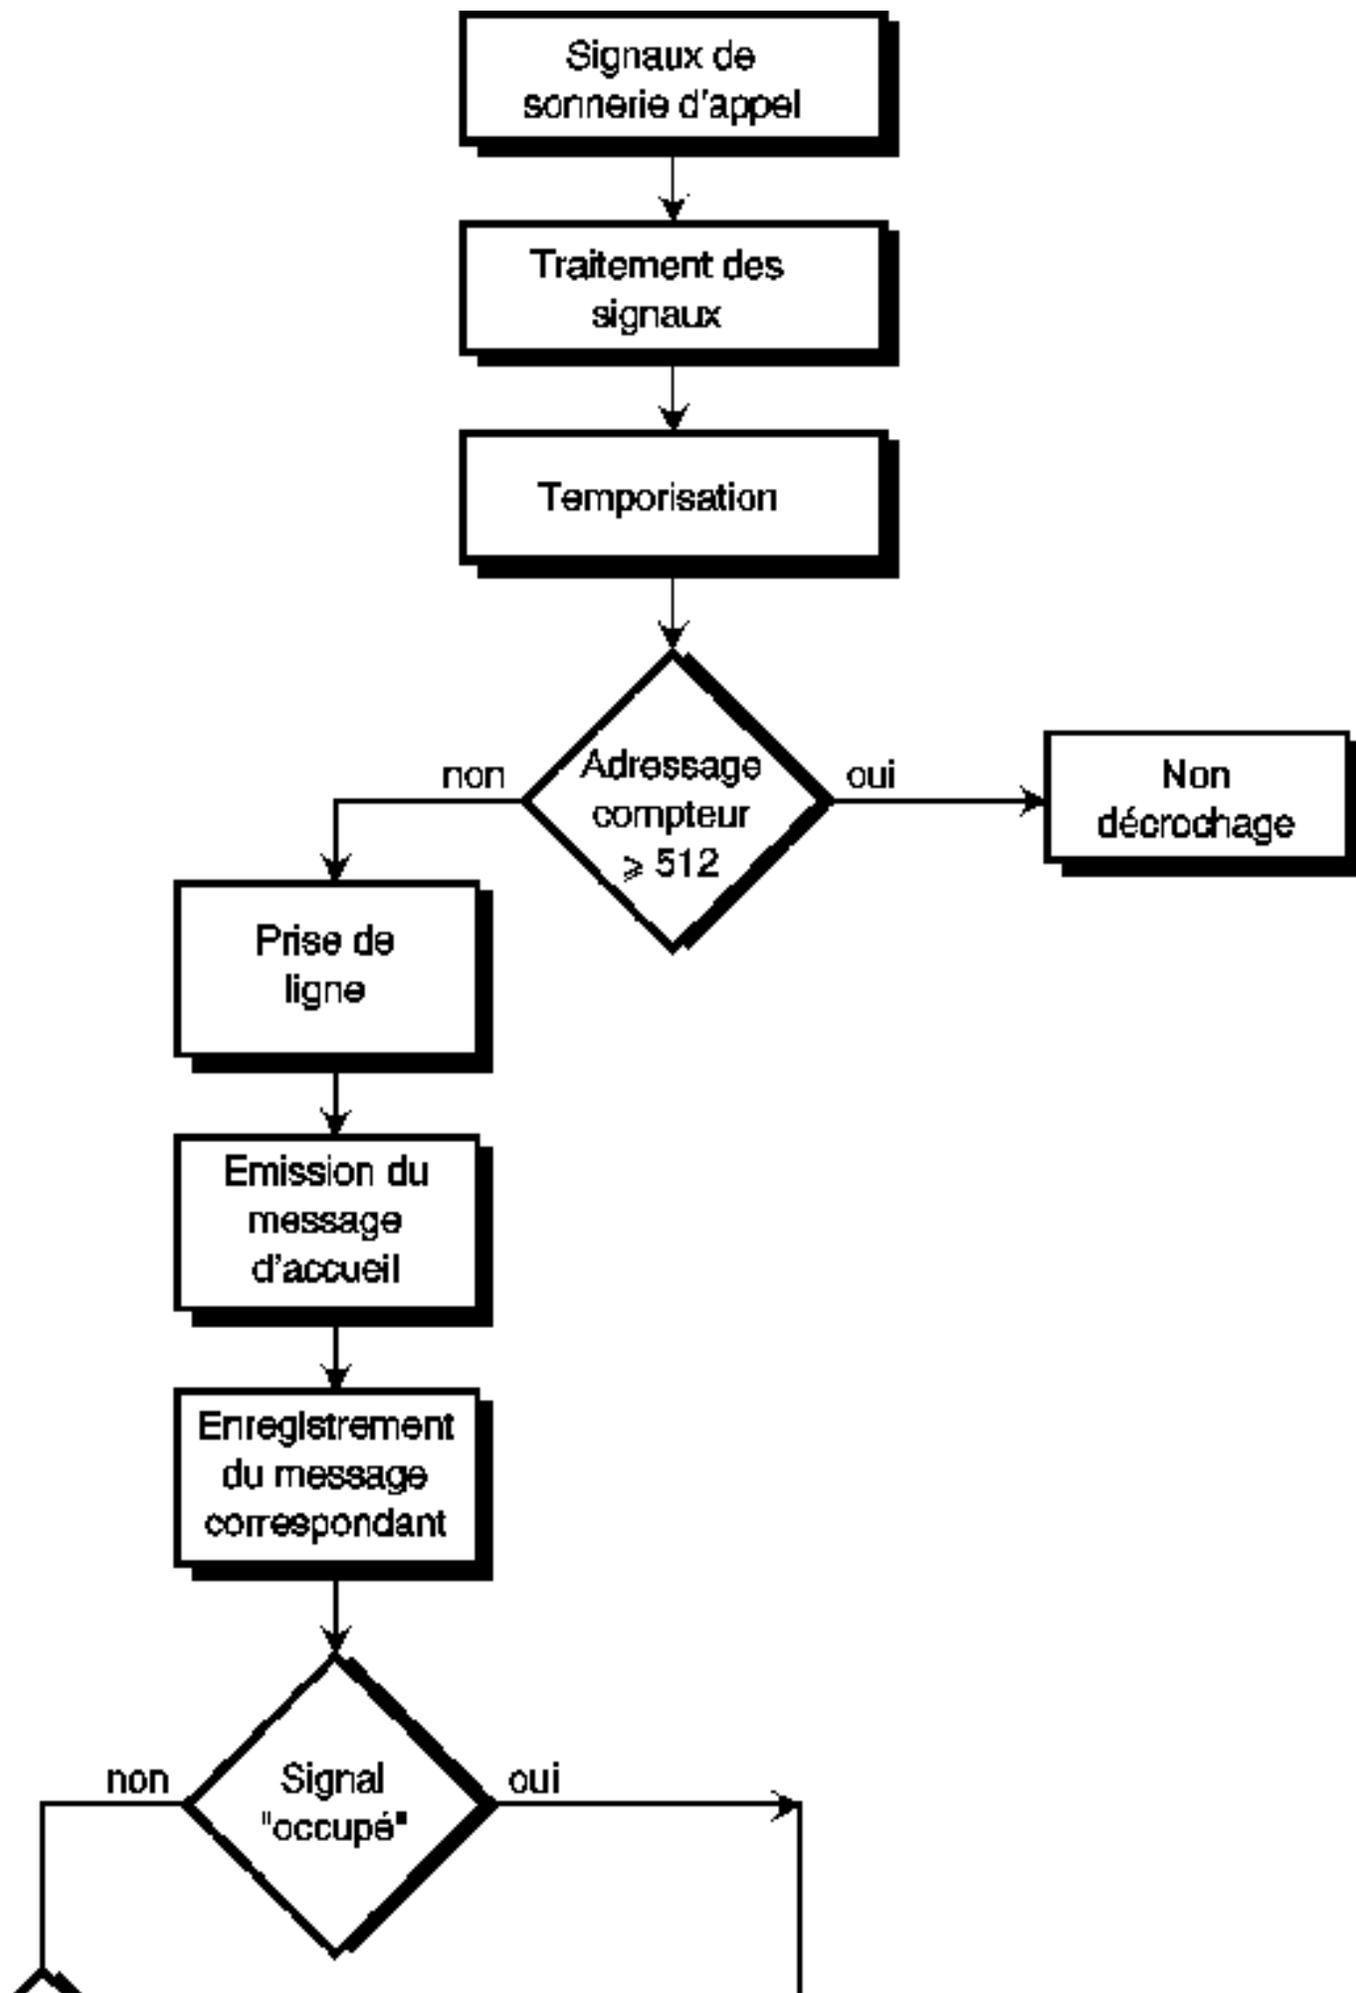 Signaux de
sonnerie d'appel
Traitement des
signaux
Temporisation
Adressage
compteur
⩾ 512
non
oui
Non
décrochage
Prise de
ligne
Emission du
message
d'accueil
Enregistrement
du message
correspondant
Signal
"occupé"
non
oui